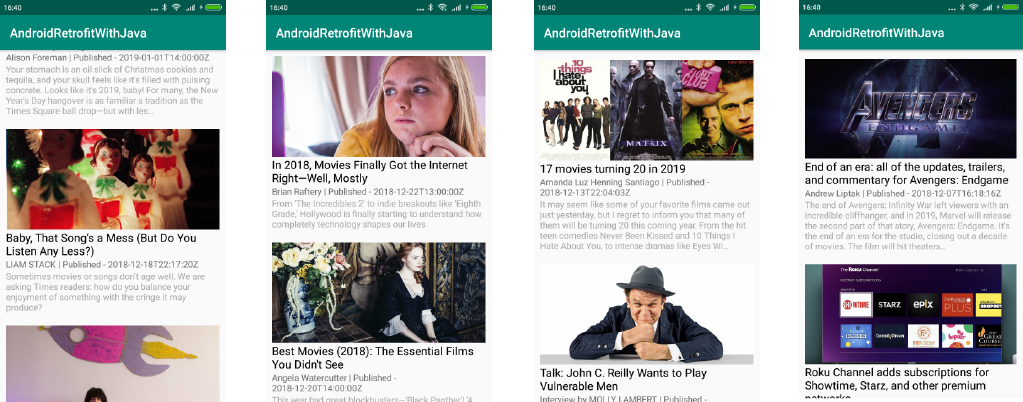 16:40
AndroidRetrofitWithJava
Alison Foreman | Published - 2019-01-01T14:00:00Z
Your stomach is an oil slick of Christmas cookies and
tequila, and your skull feels like it's filled with pulsing
concrete. Looks like it's 2019, baby! For many, the New
Year's Day hangover is as familiar a tradition as the
Times Square ball drop—but with les...
Baby, That Song's a Mess (But Do You
Listen Any Less?)
LIAM STACK | Published - 2018-12-18T22:17:20Z
Sometimes movies or songs don't age well. We are
asking Times readers: how do you balance your
enjoyment of something with the cringe it may
produce?
16:40
AndroidRetrofitWithJava
In 2018, Movies Finally Got the Internet
Right—Well, Mostly
Brian Raftery | Published - 2018-12-22T13:00:00Z
From 'The Incredibles 2' to indie breakouts like 'Eighth
Grade,' Hollywood is finally starting to understand how
completely technology shapes our lives.
Best Movies (2018): The Essential Films
You Didn't See
Angela Watercutter | Published -
2018-12-20T14:00:00Z
This year had great blockbusters—'Black Panther'! 'A
16:40
AndroidRetrofitWithJava
10 things
I hate
about you
THE
MATRIX
FIGHT
CLUB
17 movies turning 20 in 2019
Amanda Luz Henning Santiago | Published -
2018-12-13T22:04:03Z
It may seem like some of your favorite films came out
just yesterday, but I regret to inform you that many of
them will be turning 20 this coming year. From the hit
teen comedies Never Been Kissed and 10 Things I
Hate About You, to intense dramas like Eyes Wi...
Talk: John C. Reilly Wants to Play
Vulnerable Men
Interview by MOLLY LAMBERT | Published -
16:40
AndroidRetrofitWithJava
AVENGERS
ENDGAME
End of an era: all of the updates, trailers,
and commentary for Avengers: Endgame
Andrew Liptak | Published - 2018-12-07T16:18:16Z
The end of Avengers: Infinity War left viewers with an
incredible cliffhanger, and in 2019, Marvel will release
the second part of that story, Avengers: Endgame. It's
the end of an era for the studio, closing out a decade
of movies. The film will hit theaters...
The Roku Channel
Premium Subscriptions
SHOWTIME
STARZ
epix
PLUS
CuriosityStream
GREAT
COURSES
Roku Channel adds subscriptions for
Showtime, Starz, and other premium
networks